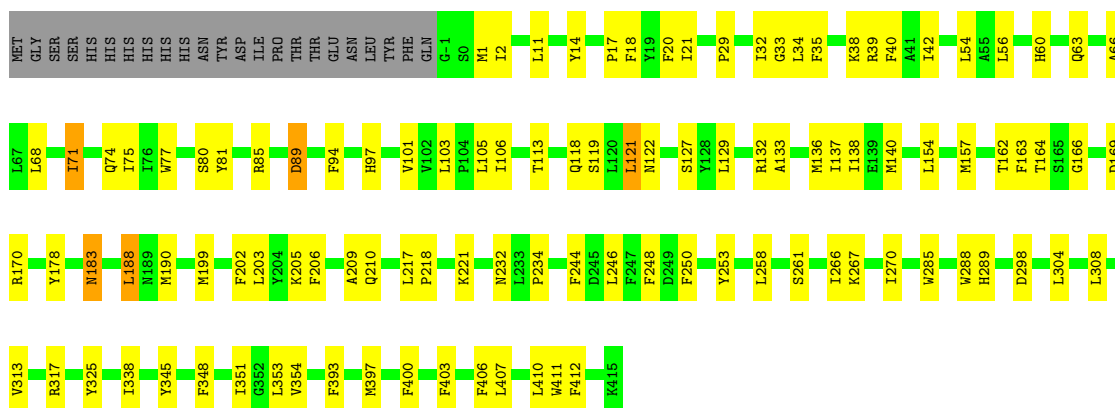 MET GLY SER SER HIS HIS HIS HIS HIS HIS ASN TYR ASP ILE PRO THR THR GLU ASN LEU TYR PHE GLN G-1 S0 M1 I2 L11 Y14 P17 F18 Y19 F20 I21 P29 I32 G33 L34 F35 K38 R39 F40 A41 I42 L54 A55 L56 H60 Q63 A66
L67 L68 I71 Q74 I75 I76 W77 S80 Y81 R85 D89 F94 H97 V101 V102 L103 P104 L105 I106 T113 Q118 S119 L120 L121 N122 S127 Y128 L129 R132 A133 M136 I137 I138 E139 M140 L154 M157 T162 F163 T164 S165 G166 D169
R170 Y178 N183 L188 N189 M190 M199 F202 L203 Y204 K205 F206 A209 Q210 L217 P218 K221 N232 L233 P234 F244 D245 L246 F247 F248 D249 F250 Y253 L258 S261 I266 K267 I270 W285 W288 H289 D298 L304 L308
V313 R317 Y325 I338 Y345 F348 I351 G352 L353 V354 F393 M397 F400 F403 F406 L407 L410 W411 F412 K415